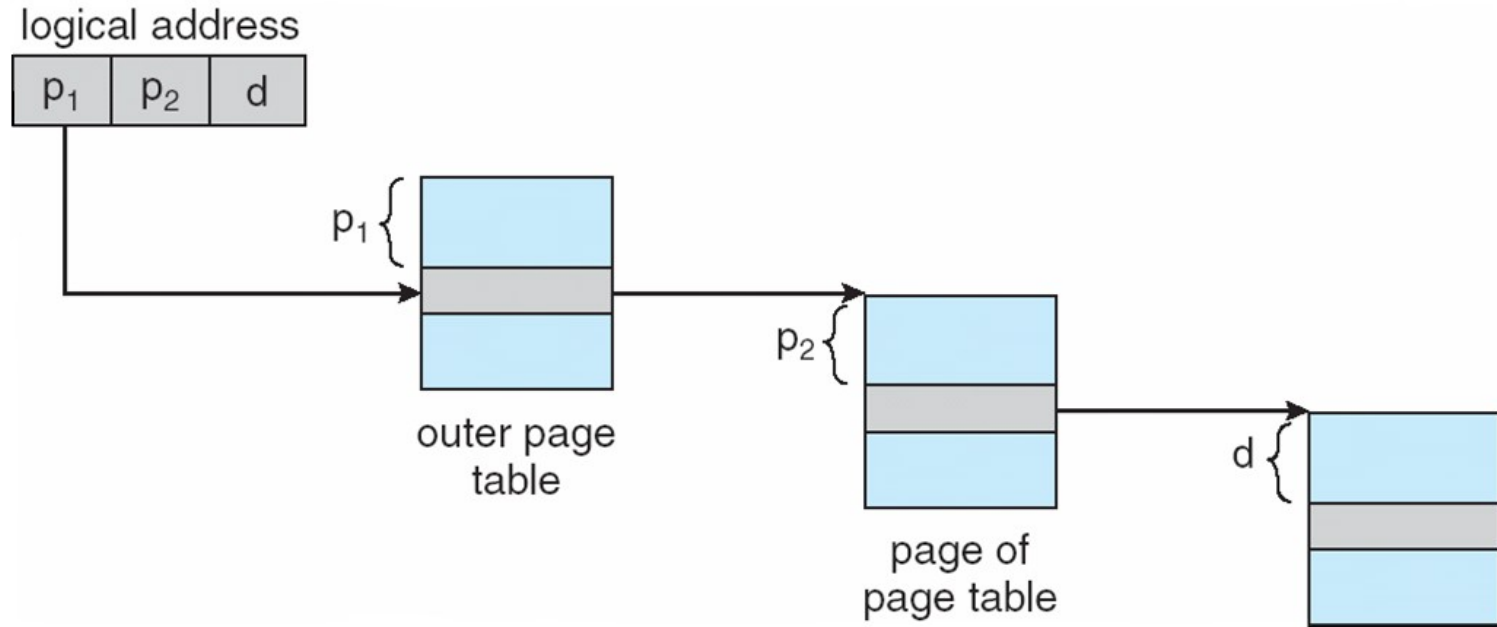 logical address
p₁ p₂ d
p₁
outer page
table
p₂
page of
page table
d